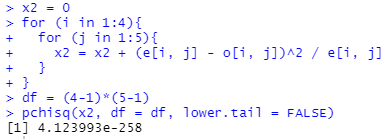 > x2 = 0
> for (i in 1:4){
+   for (j in 1:5){
+     x2 = x2 + (e[i, j] - o[i, j])^2 / e[i, j]
+   }
+ }
> df = (4-1)*(5-1)
> pchisq(x2, df = df, lower.tail = FALSE)
[1] 4.123993e-258